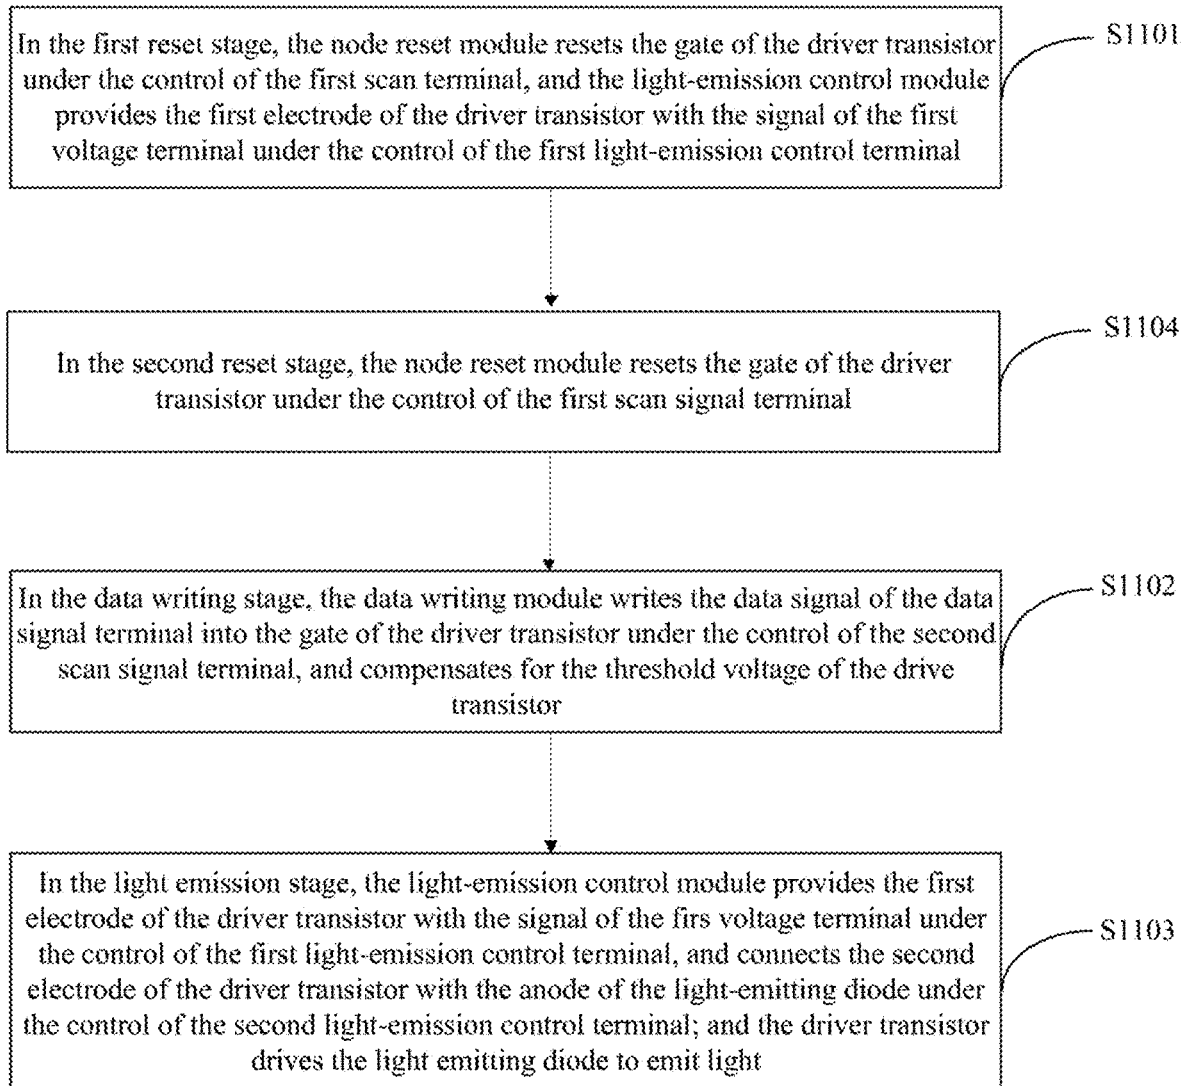 In the first reset stage, the node reset module resets the gate of the driver transistor
under the control of the first scan terminal, and the light-emission control module
provides the first electrode of the driver transistor with the signal of the first
voltage terminal under the control of the first light-emission control terminal
S1101
In the second reset stage, the node reset module resets the gate of the driver
transistor under the control of the first scan signal terminal
S1104
In the data writing stage, the data writing module writes the data signal of the data
signal terminal into the gate of the driver transistor under the control of the second
scan signal terminal, and compensates for the threshold voltage of the drive
transistor
S1102
In the light emission stage, the light-emission control module provides the first
electrode of the driver transistor with the signal of the firs voltage terminal under
the control of the first light-emission control terminal, and connects the second
electrode of the driver transistor with the anode of the light-emitting diode under
the control of the second light-emission control terminal; and the driver transistor
drives the light emitting diode to emit light
S1103